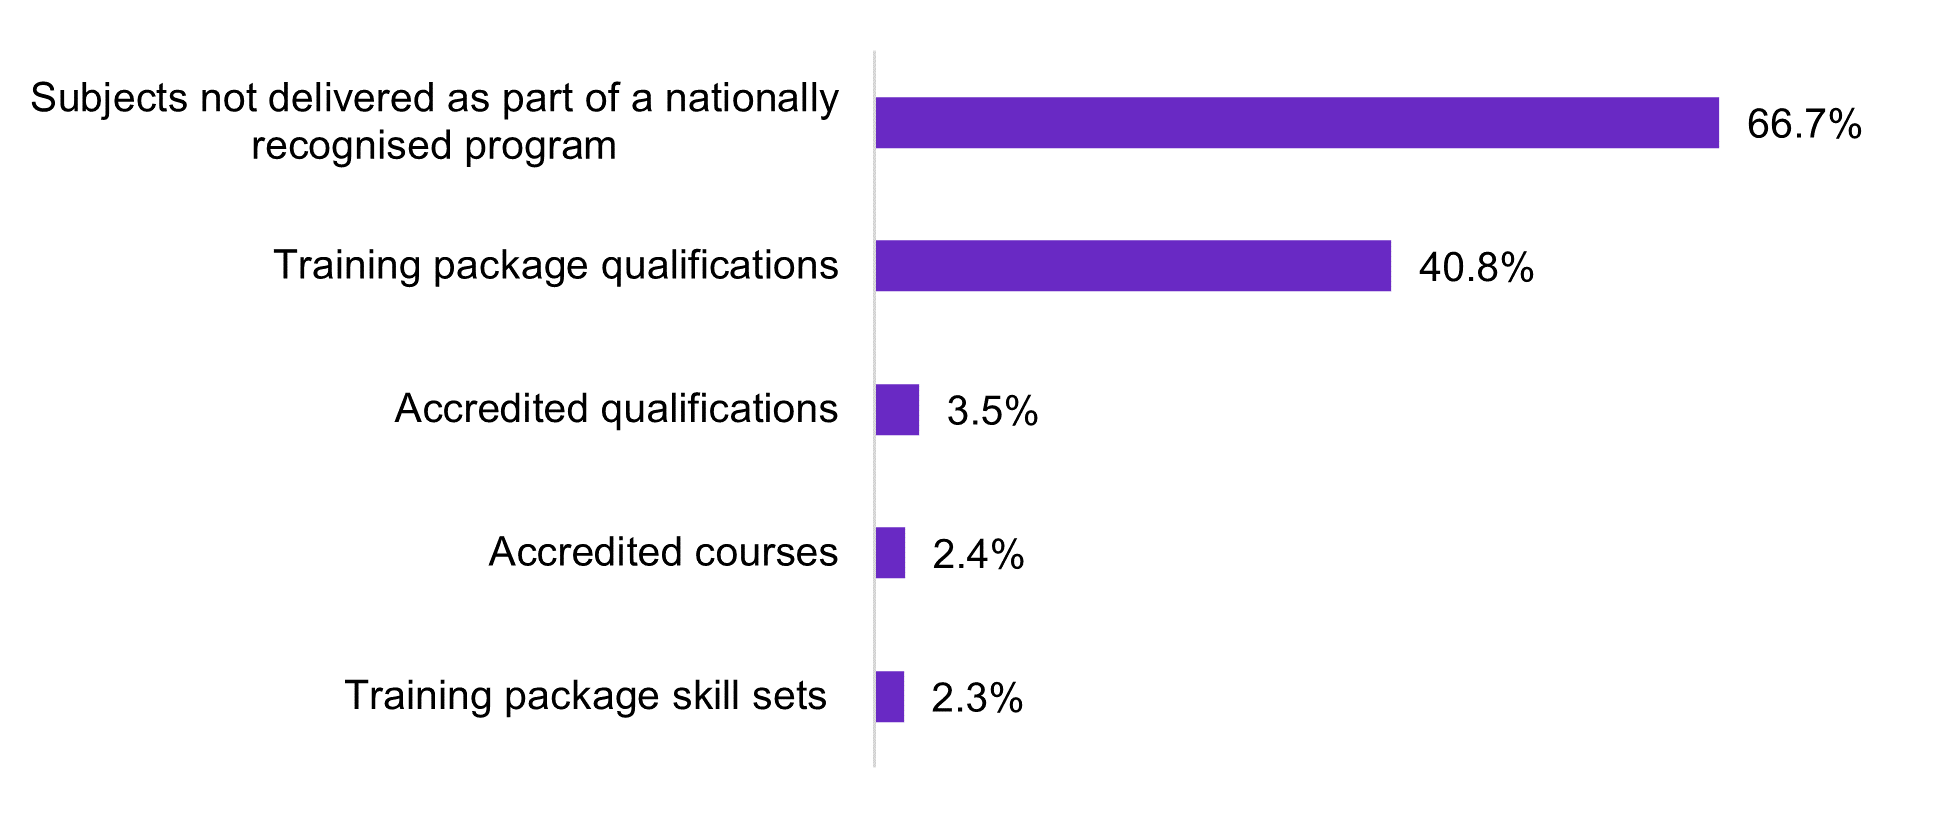 Subjects not delivered as part of a nationally
recognised program
66.7%
Training package qualifications
40.8%
Accredited qualifications
3.5%
Accredited courses
2.4%
Training package skill sets
2.3%